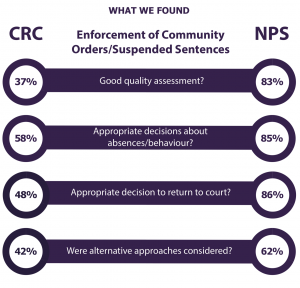 WHAT WE FOUND
CRC
Enforcement of Community
Orders/Suspended Sentences
NPS
37%
Good quality assessment?
83%
58%
Appropriate decisions about
absences/behaviour?
85%
48%
Appropriate decision to return to court?
86%
42%
Were alternative approaches considered?
62%